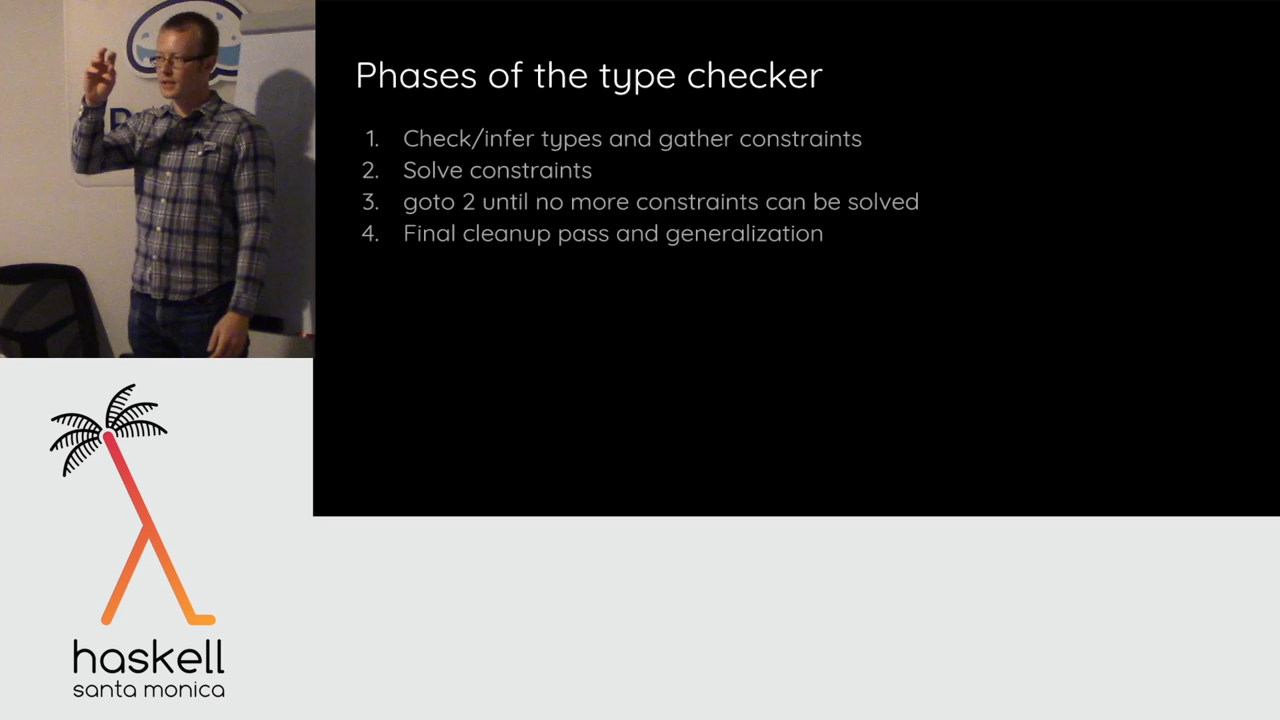 Phases of the type checker
1. Check/infer types and gather constraints
2. Solve constraints
3. goto 2 until no more constraints can be solved
4. Final cleanup pass and generalization
haskell
santa monica